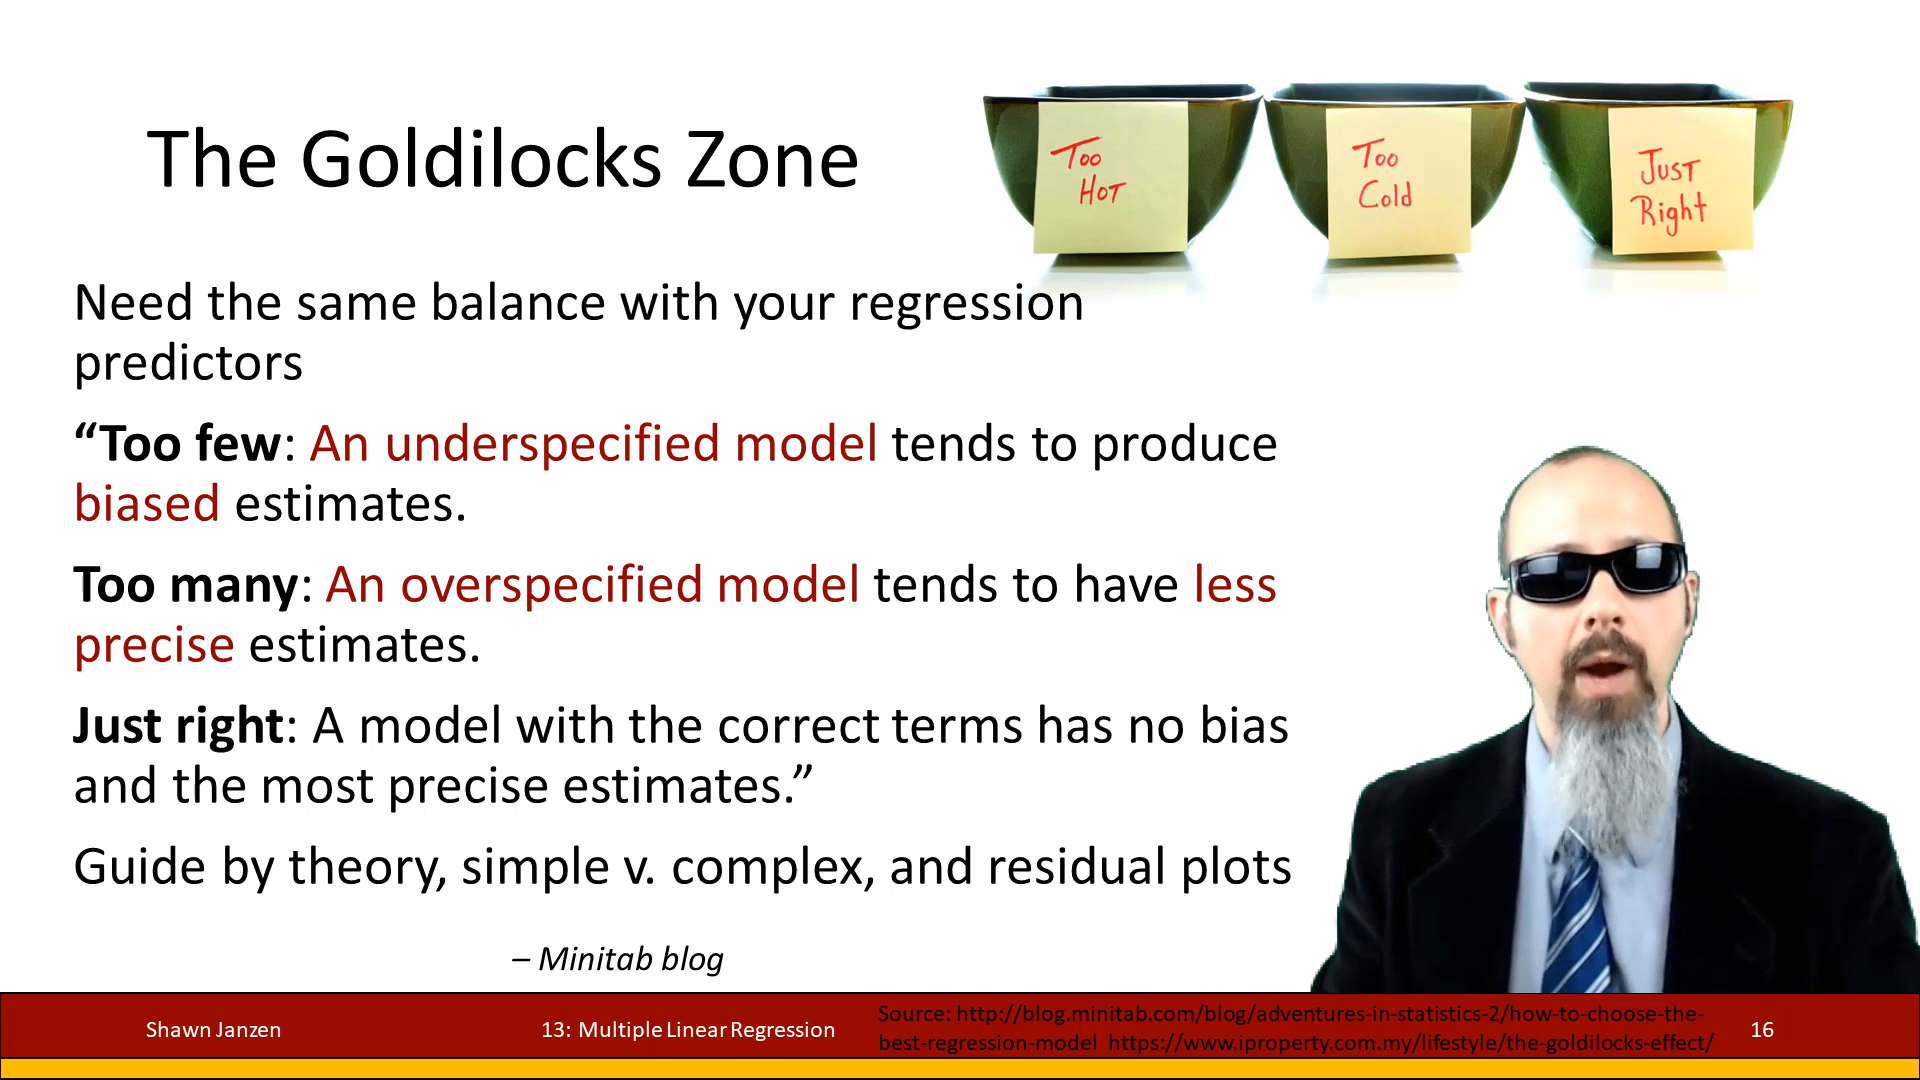 The Goldilocks Zone
Too
HOT
Too
Cold
JUST
Right
Need the same balance with your regression
predictors
“Too few: An underspecified model tends to produce
biased estimates.
Too many: An overspecified model tends to have less
precise estimates.
Just right: A model with the correct terms has no bias
and the most precise estimates.”
Guide by theory, simple v. complex, and residual plots
– Minitab blog
Shawn Janzen
13: Multiple Linear Regression
Source: http://blog.minitab.com/blog/adventures-in-statistics-2/how-to-choose-the-
best-regression-model https://www.iproperty.com.my/lifestyle/the-goldilocks-effect/
16